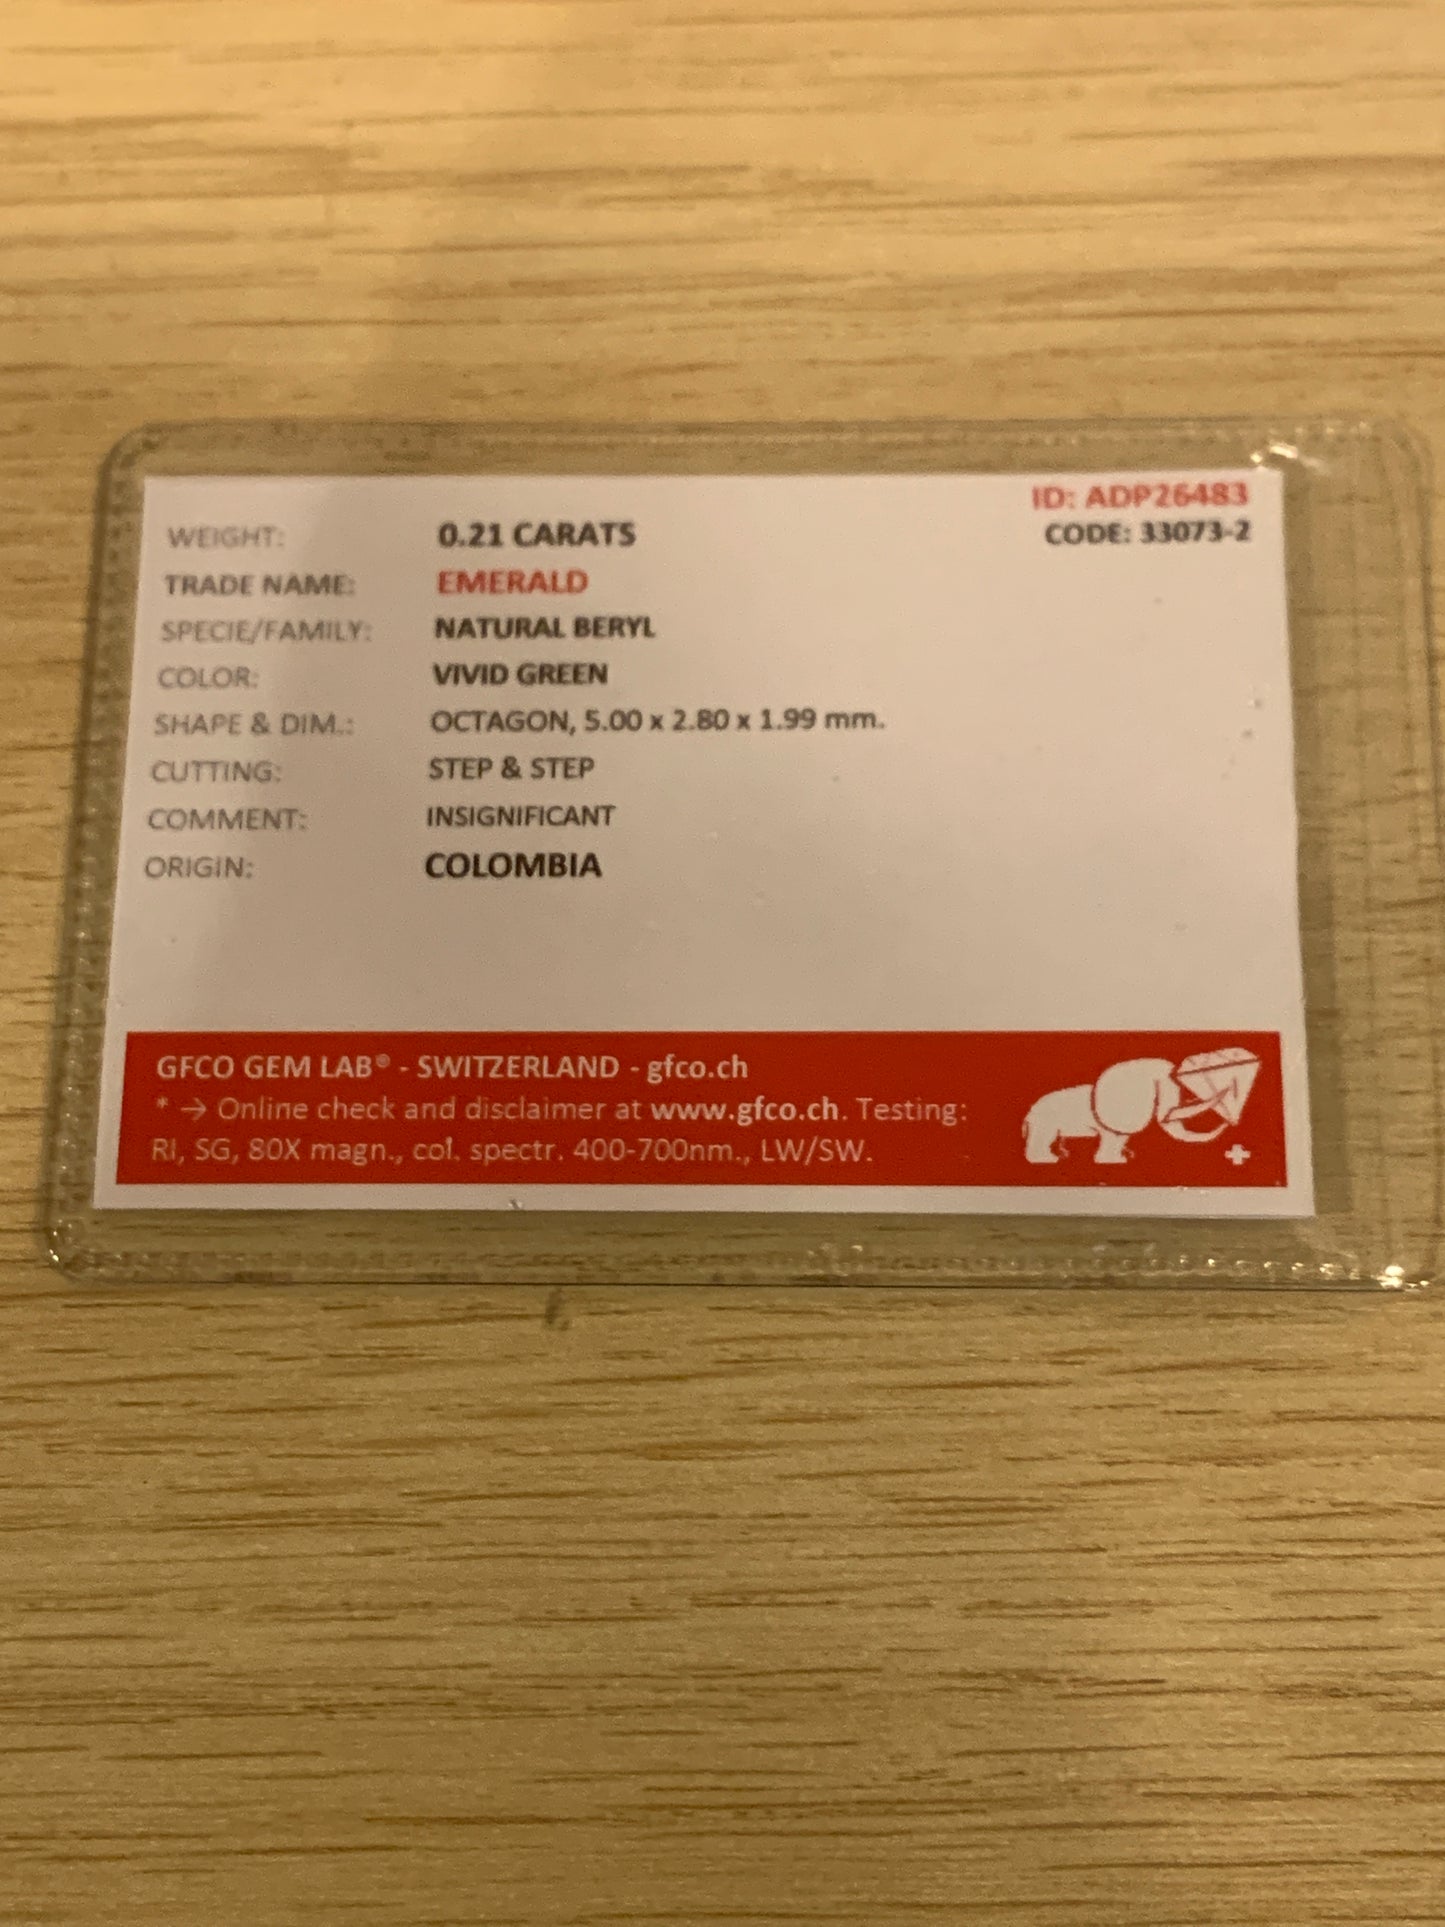 ID: ADP26483
CODE: 33073-2
WEIGHT: 0.21 CARATS
TRADE NAME: EMERALD
SPECIE/FAMILY: NATURAL BERYL
COLOR: VIVID GREEN
SHAPE & DIM.: OCTAGON, 5.00 x 2.80 x 1.99 mm.
CUTTING: STEP & STEP
COMMENT: INSIGNIFICANT
ORIGIN: COLOMBIA
GFCO GEM LAB® - SWITZERLAND - gfco.ch
* → Online check and disclaimer at www.gfco.ch. Testing:
RI, SG, 80X magn., col. spectr. 400-700nm., LW/SW.